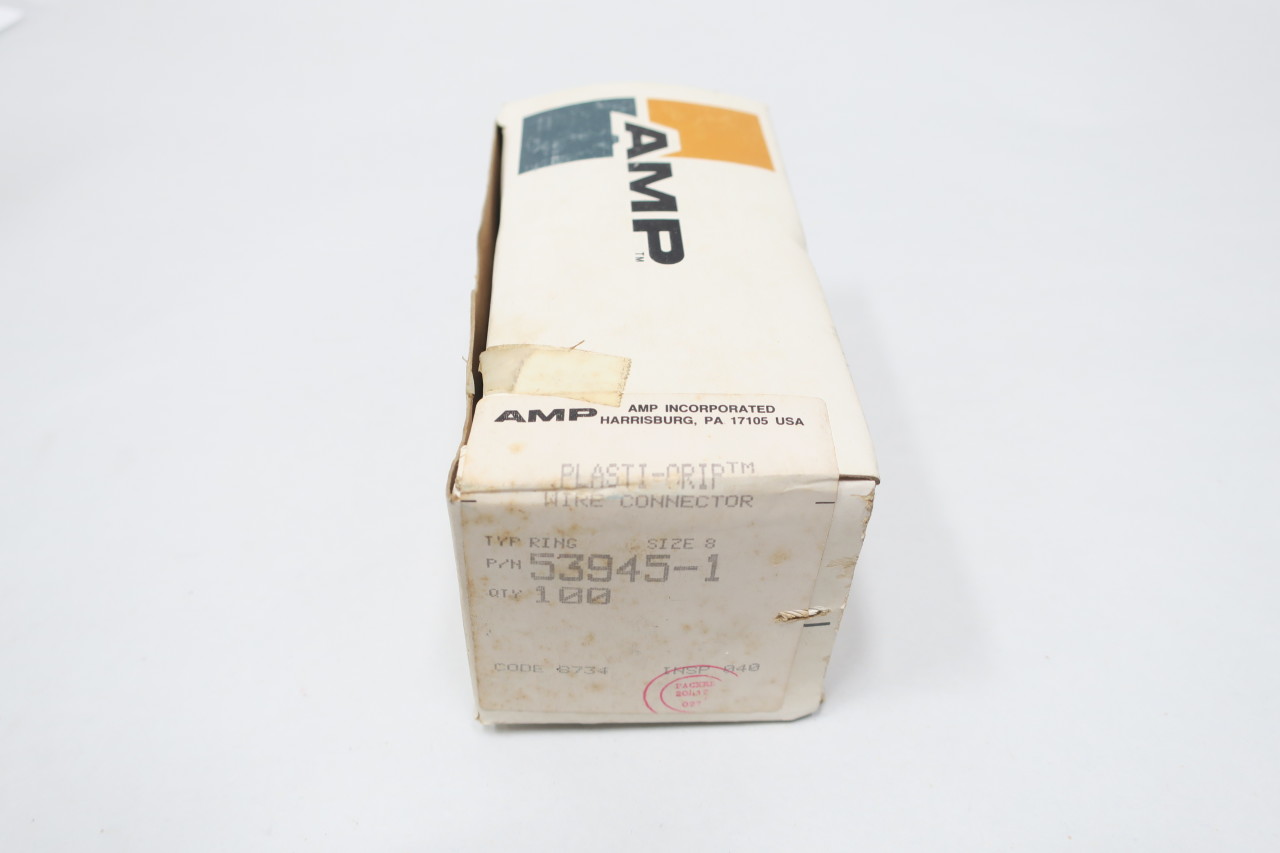 AMP
TM
AMP AMP INCORPORATED
HARRISBURG, PA 17105 USA
PLASTI-GRIP™
WIRE CONNECTOR
TYP RING SIZE 8
P/N 53945-1
QTY 100
CODE 8734 INSP 040